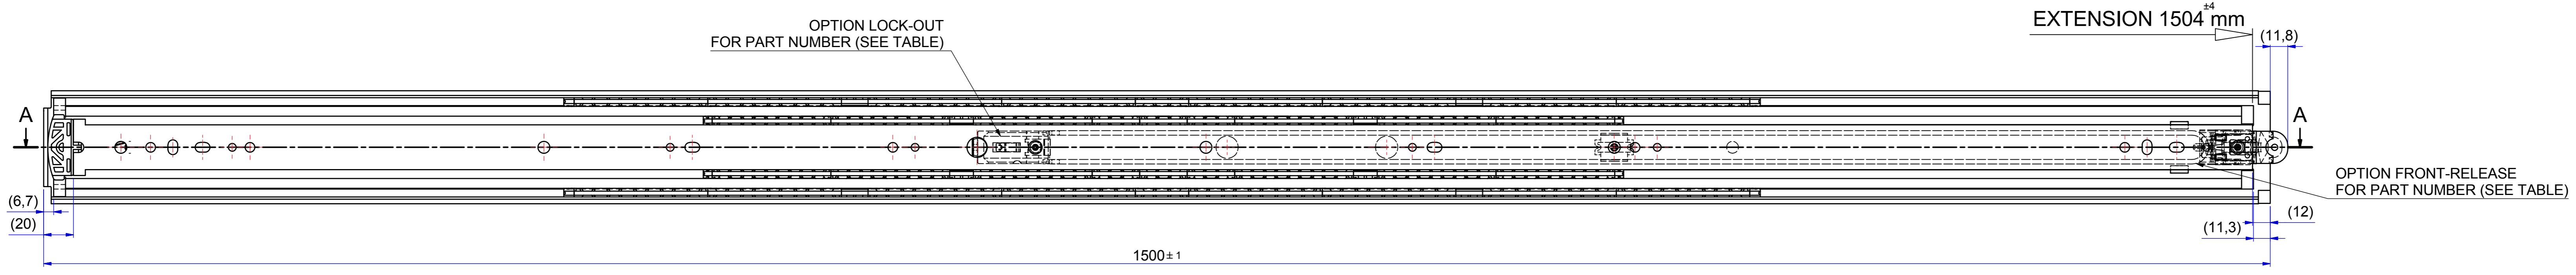 OPTION LOCK-OUT
FOR PART NUMBER (SEE TABLE)
EXTENSION 1504 ±4 mm
(11,8)
A
A
OPTION FRONT-RELEASE
FOR PART NUMBER (SEE TABLE)
(6,7)
(20)
(12)
(11,3)
1500 ± 1